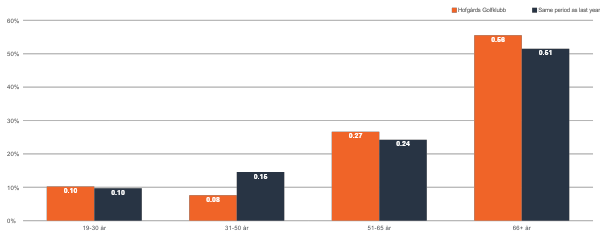 Hofgårds Golfklubb
Same period as last year
60%
50%
40%
30%
20%
10%
0%
0.10
0.10
0.08
0.15
0.27
0.24
0.56
0.51
19-30 år
31-50 år
51-65 år
66+ år